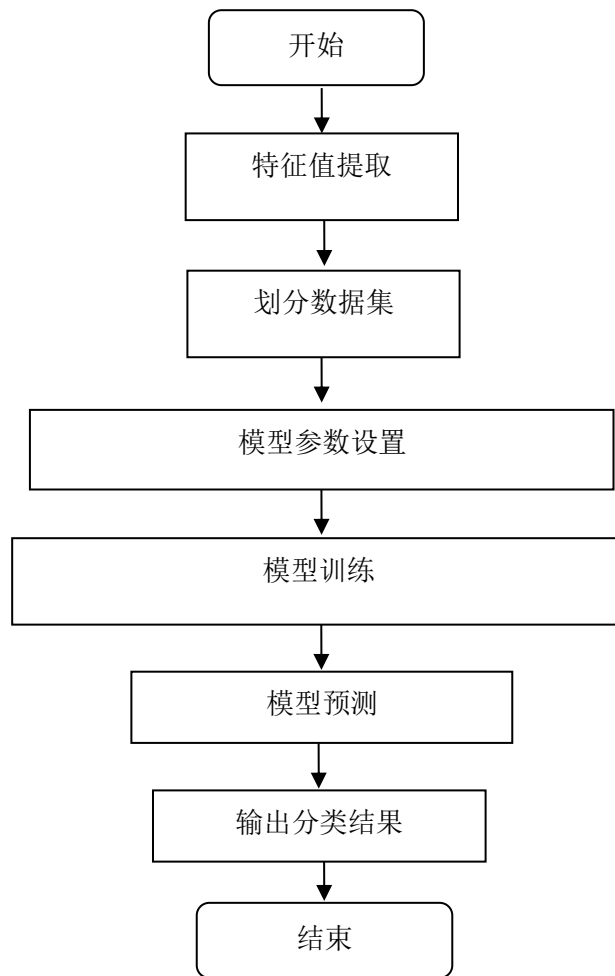 开始
特征值提取
划分数据集
模型参数设置
模型训练
模型预测
输出分类结果
结束